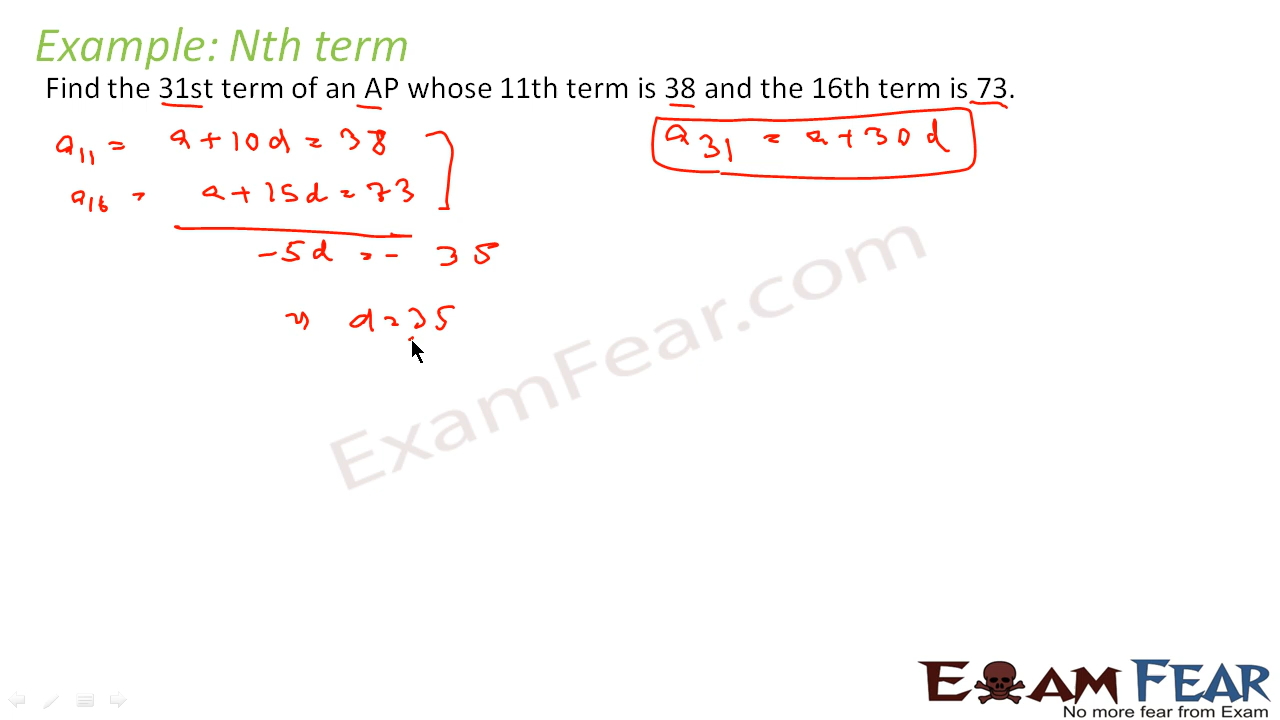 Example: Nth term
Find the 31st term of an AP whose 11th term is 38 and the 16th term is 73.
a₁₁ = a + 10d = 38
a₃₁ = a + 30d
a₁₆ = a + 15d = 73
-5d = - 35
⇒ d = 35
ExamFear.com
EXAM FEAR
No more fear from Exam